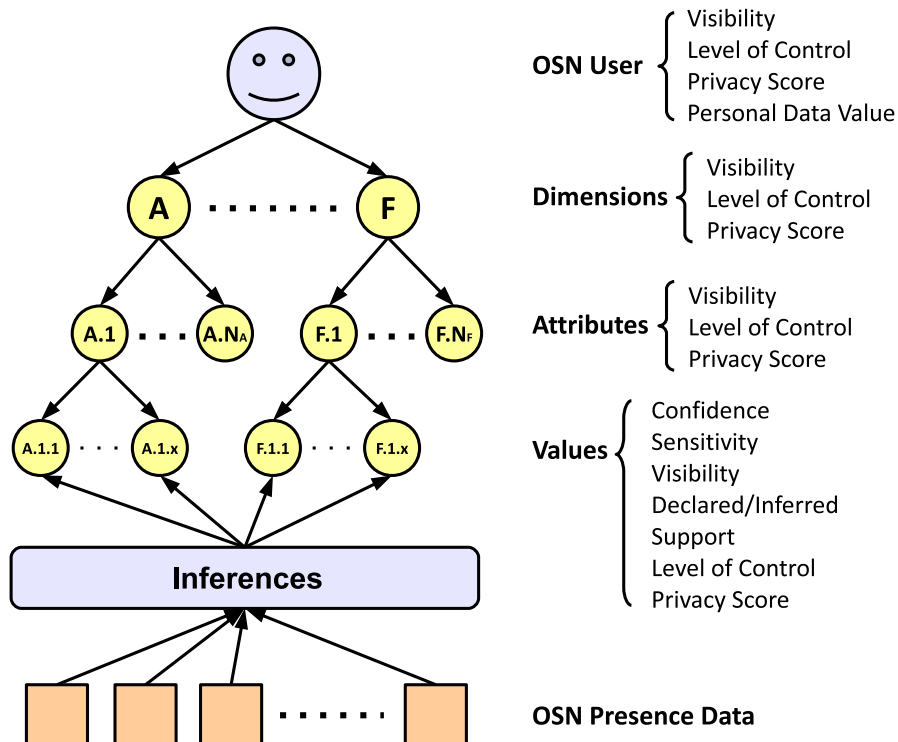 OSN User
Visibility
Level of Control
Privacy Score
Personal Data Value
A
F
Dimensions
Visibility
Level of Control
Privacy Score
A.1
A.NA
F.1
F.NF
Attributes
Visibility
Level of Control
Privacy Score
A.1.1
A.1.x
F.1.1
F.1.x
Values
Confidence
Sensitivity
Visibility
Declared/Inferred
Support
Level of Control
Privacy Score
Inferences
OSN Presence Data